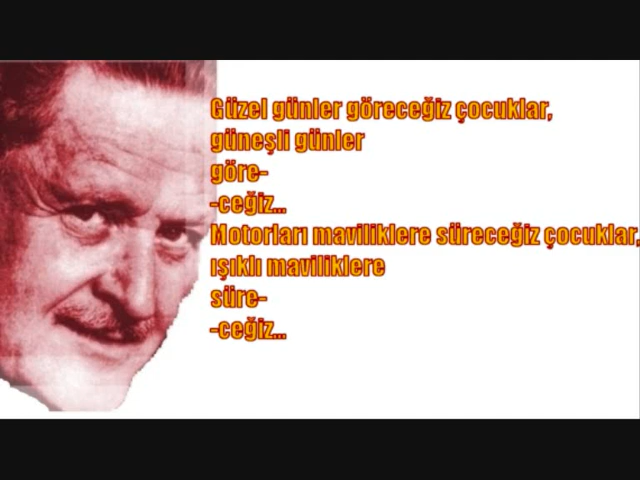 Güzel günler göreceğiz çocuklar,
güneşli günler
göre-
-ceğiz...
Motorları maviliklere süreceğiz çocuklar,
ışıklı maviliklere
süre-
-ceğiz...